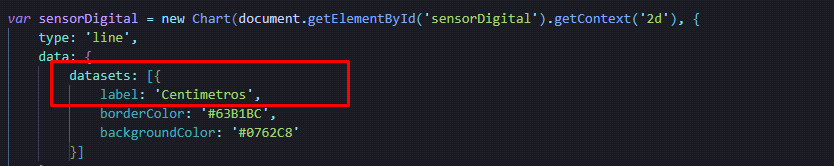 var sensorDigital = new Chart(document.getElementById('sensorDigital').getContext('2d'), {
type: 'line',
data: {
datasets: [{
label: 'Centimetros',
borderColor: '#63B1BC',
backgroundColor: '#0762C8'
}]